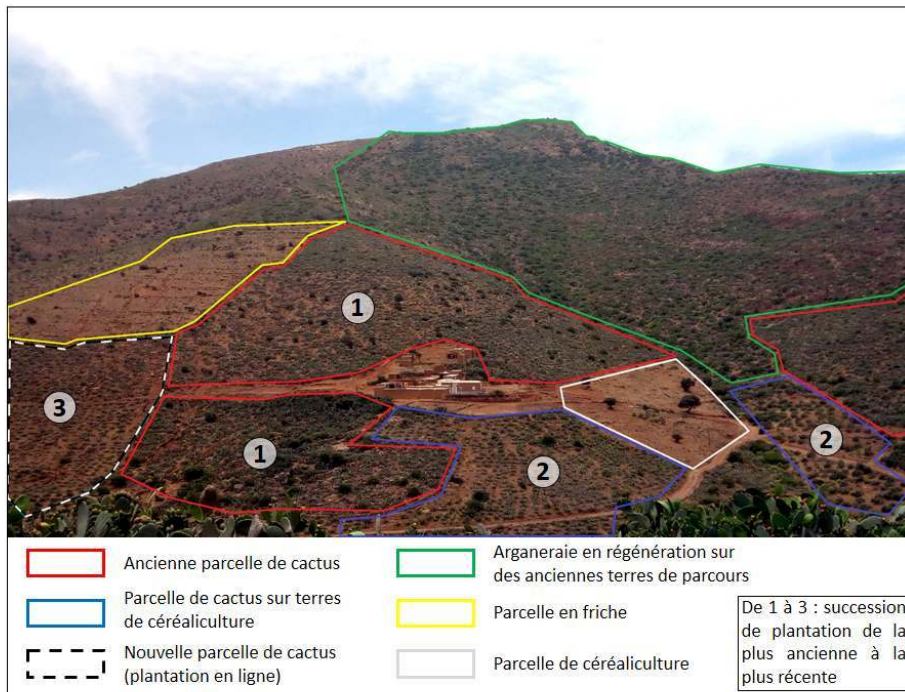 1
3
1
2
2
Ancienne parcelle de cactus
Parcelle de cactus sur terres
de céréaliculture
Nouvelle parcelle de cactus
(plantation en ligne)
Arganeraie en régénération sur
des anciennes terres de parcours
Parcelle en friche
Parcelle de céréaliculture
De 1 à 3 : succession
de plantation de la
plus ancienne à la
plus récente